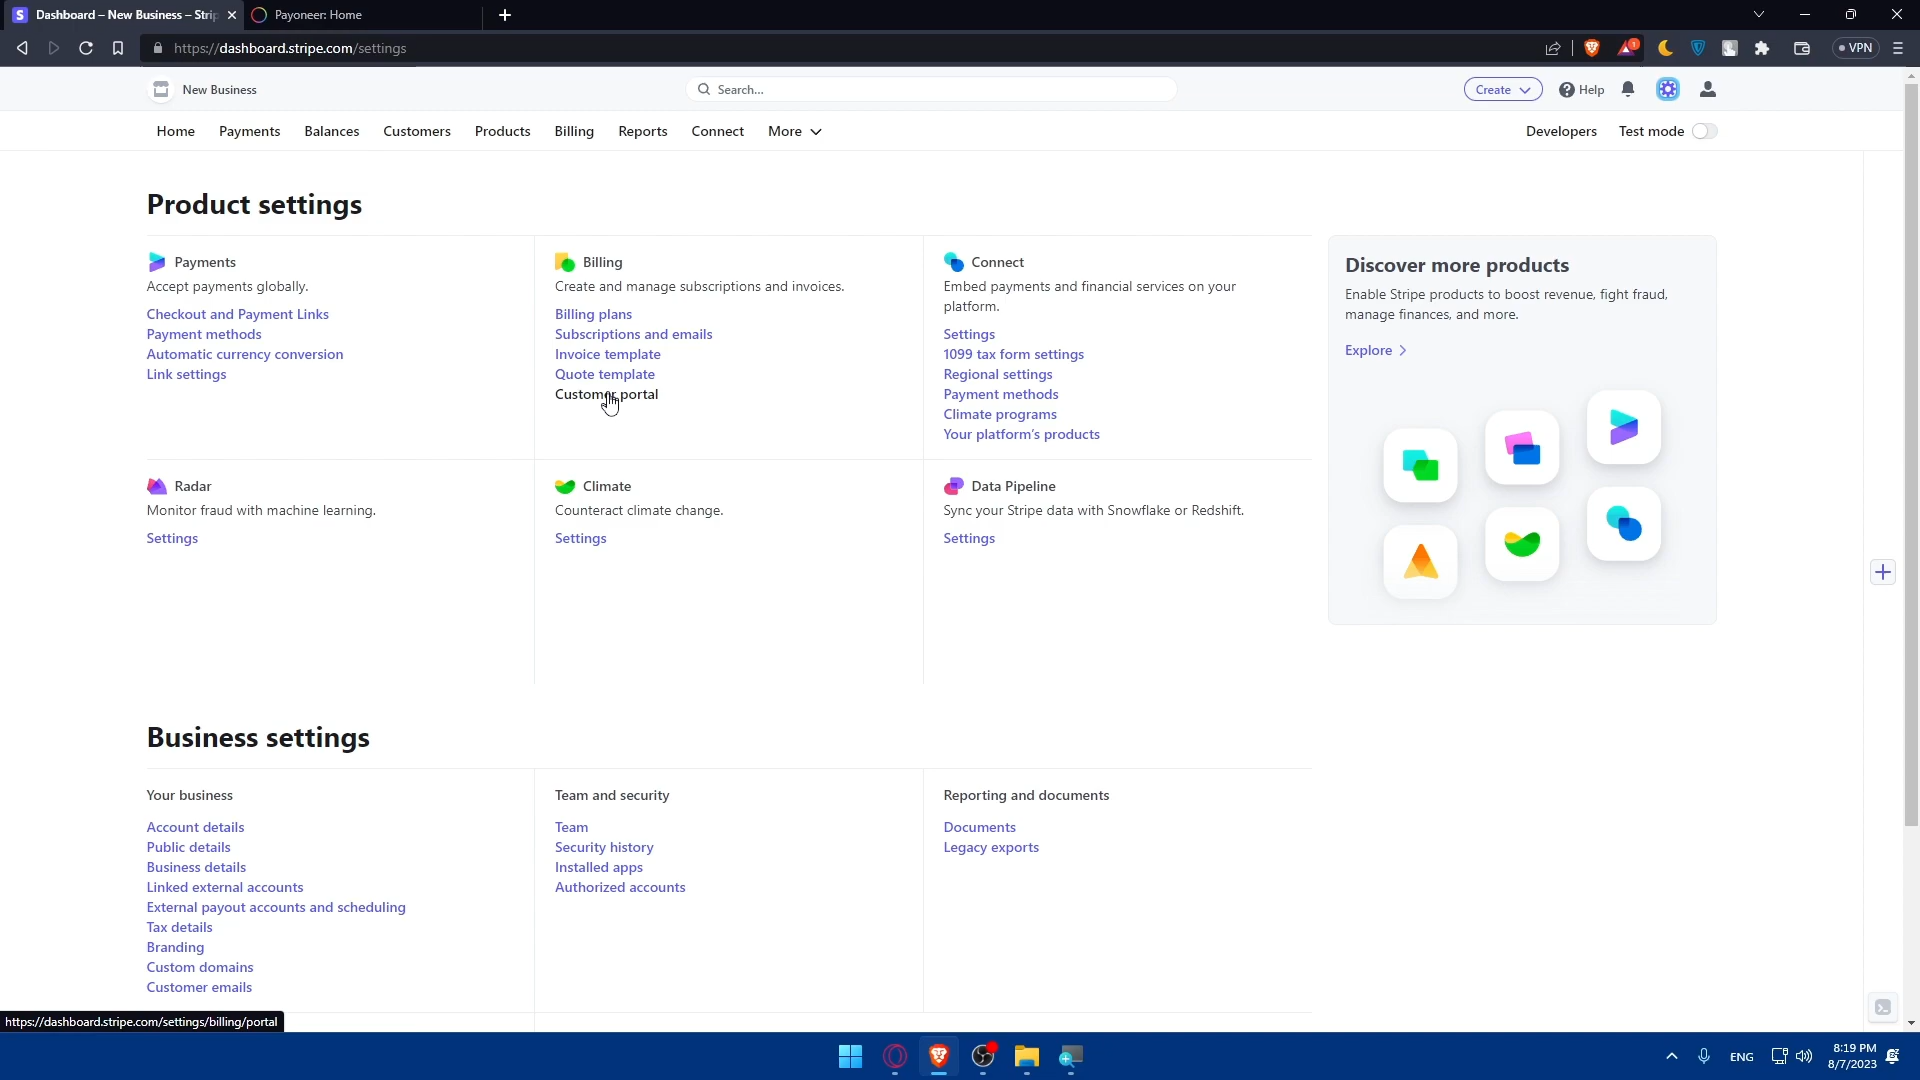 Dashboard – New Business – Strip
Payoneer: Home
https://dashboard.stripe.com/settings
1
VPN
New Business
Search...
Create
Help
Home
Payments
Balances
Customers
Products
Billing
Reports
Connect
More
Developers
Test mode
Product settings
Payments
Accept payments globally.
Checkout and Payment Links
Payment methods
Automatic currency conversion
Link settings
Billing
Create and manage subscriptions and invoices.
Billing plans
Subscriptions and emails
Invoice template
Quote template
Customer portal
Connect
Embed payments and financial services on your
platform.
Settings
1099 tax form settings
Regional settings
Payment methods
Climate programs
Your platform's products
Discover more products
Enable Stripe products to boost revenue, fight fraud,
manage finances, and more.
Explore
Radar
Monitor fraud with machine learning.
Settings
Climate
Counteract climate change.
Settings
Data Pipeline
Sync your Stripe data with Snowflake or Redshift.
Settings
Business settings
Your business
Account details
Public details
Business details
Linked external accounts
External payout accounts and scheduling
Tax details
Branding
Custom domains
Customer emails
Team and security
Team
Security history
Installed apps
Authorized accounts
Reporting and documents
Documents
Legacy exports
https://dashboard.stripe.com/settings/billing/portal
ENG
8:19 PM
8/7/2023